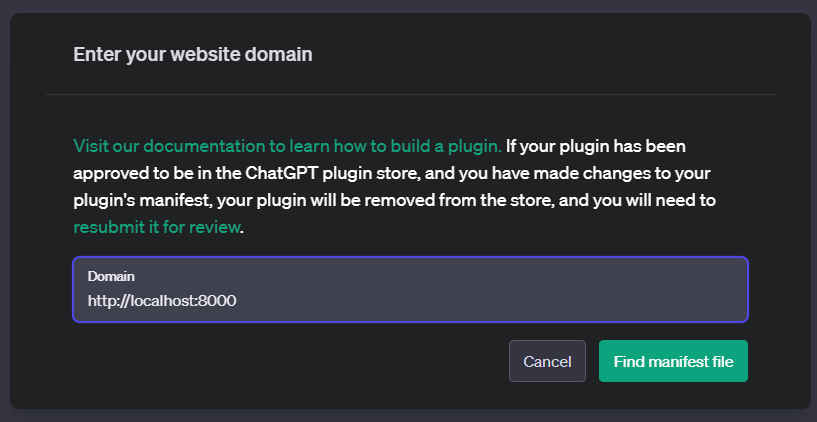 Enter your website domain
Visit our documentation to learn how to build a plugin. If your plugin has been
approved to be in the ChatGPT plugin store, and you have made changes to your
plugin's manifest, your plugin will be removed from the store, and you will need to
resubmit it for review.
Domain
http://localhost:8000
Cancel
Find manifest file